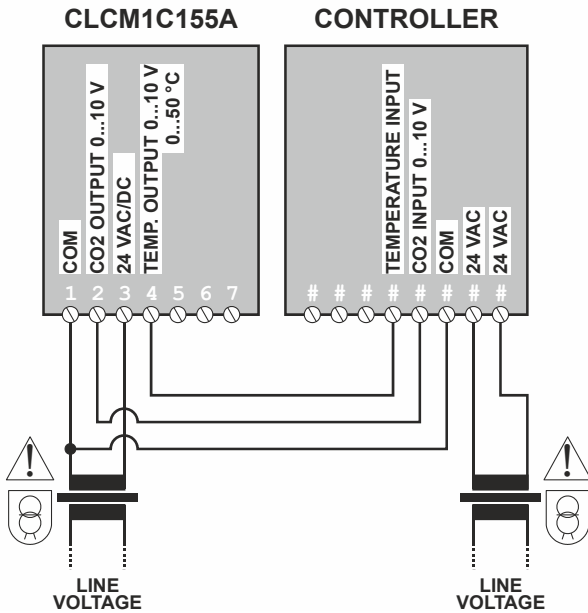 CLCM1C155A
CONTROLLER
COM
CO2 OUTPUT 0...10 V
24 VAC/DC
TEMP. OUTPUT 0...10 V
0...50 °C
1 2 3 4 5 6 7
TEMPERATURE INPUT
CO2 INPUT 0...10 V
COM
24 VAC
24 VAC
# # # # # # # #
LINE
VOLTAGE
LINE
VOLTAGE